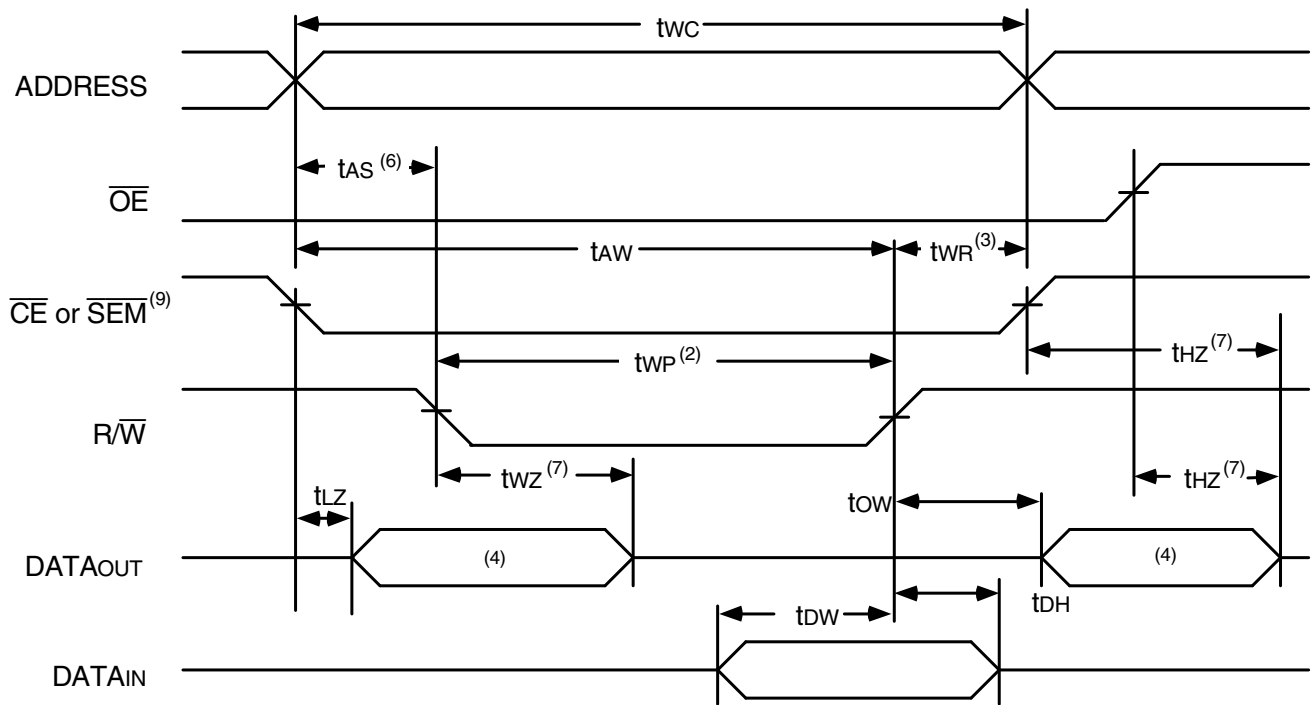 tWC
ADDRESS
tAS (6)
OE
tAW
tWR (3)
CE or SEM (9)
tWP (2)
tHZ (7)
R/W
tWZ (7)
tHZ (7)
tLZ
tOW
DATAOUT
(4)
(4)
tDW
tDH
DATAIN